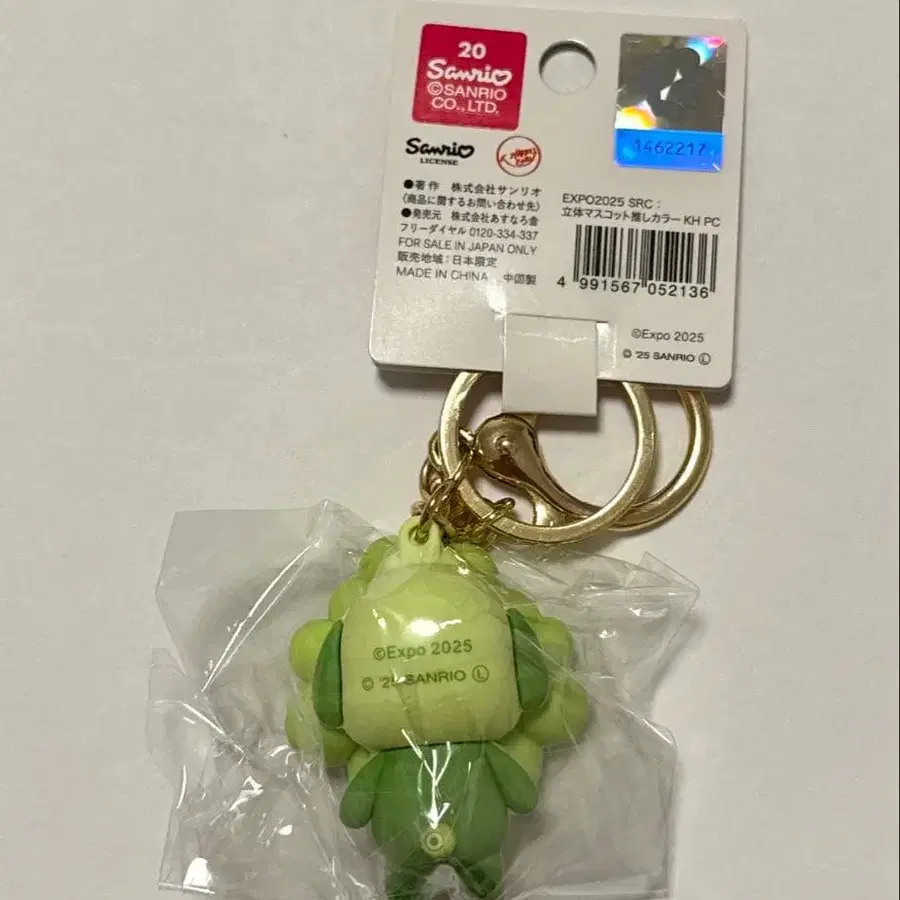 20
Sanrio
©SANRIO
CO.,LTD.
Sanrio
LICENSE
●著作 株式会社サンリオ
(商品に関するお問い合わせ先)
●発売元 株式会社あすなろ舎
フリーダイヤル 0120-334-337
FOR SALE IN JAPAN ONLY
販売地域:日本限定
MADE IN CHINA 中国製
1462217
EXPO2025 SRC:
立体マスコット推しカラー KH PC
4 991567 052136
©Expo 2025
© '25 SANRIO Ⓛ
©Expo 2025
© '25 SANRIO Ⓛ